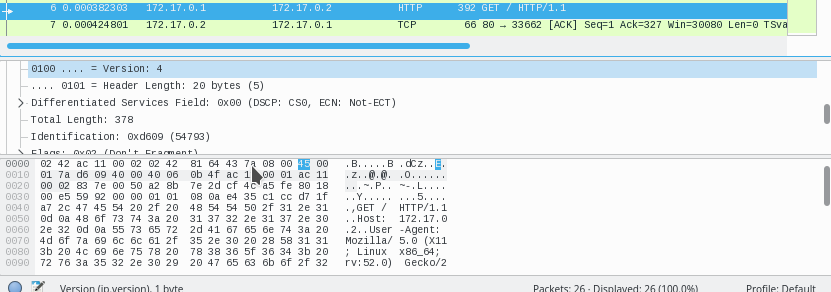 6 0.000382303 172.17.0.1 172.17.0.2 HTTP 392 GET / HTTP/1.1
7 0.000424801 172.17.0.2 172.17.0.1 TCP 66 80 → 33662 [ACK] Seq=1 Ack=327 Win=30080 Len=0 TSva
0100 .... = Version: 4
.... 0101 = Header Length: 20 bytes (5)
Differentiated Services Field: 0x00 (DSCP: CS0, ECN: Not-ECT)
Total Length: 378
Identification: 0xd609 (54793)
Flags: 0x02 (Don't Fragment)
0000 02 42 ac 11 00 02 02 42 81 64 43 7a 08 00 45 00 .B.....B .dCz..E.
0010 01 7a d6 09 40 00 40 06 0b 4f ac 00 01 ac 11 .z..@.@. .O......
0020 00 02 83 7e 00 50 a2 8b 7e 2d cf 4c a5 fe 80 18 ...~.P.. ~-.L....
0030 00 e5 59 92 00 00 01 01 08 0a e4 35 c1 cc d7 1f ..Y..... ...5....
0040 a7 2c 47 45 54 20 2f 20 48 54 54 50 2f 31 2e 31 .,GET / HTTP/1.1
0050 0d 0a 48 6f 73 74 3a 20 31 37 32 2e 31 37 2e 30 ..Host: 172.17.0
0060 2e 32 0d 0a 55 73 65 72 2d 41 67 65 6e 74 3a 20 .2..User -Agent:
0070 4d 6f 7a 69 6c 6c 61 2f 35 2e 30 20 28 58 31 31 Mozilla/ 5.0 (X11
0080 3b 20 4c 69 6e 75 78 20 78 38 36 5f 36 34 3b 20 ; Linux x86_64;
0090 72 76 3a 35 32 2e 30 29 20 47 65 63 6b 6f 2f 32 rv:52.0) Gecko/2
Version (ip.version), 1 byte Packets: 26 · Displayed: 26 (100.0%) Profile: Default